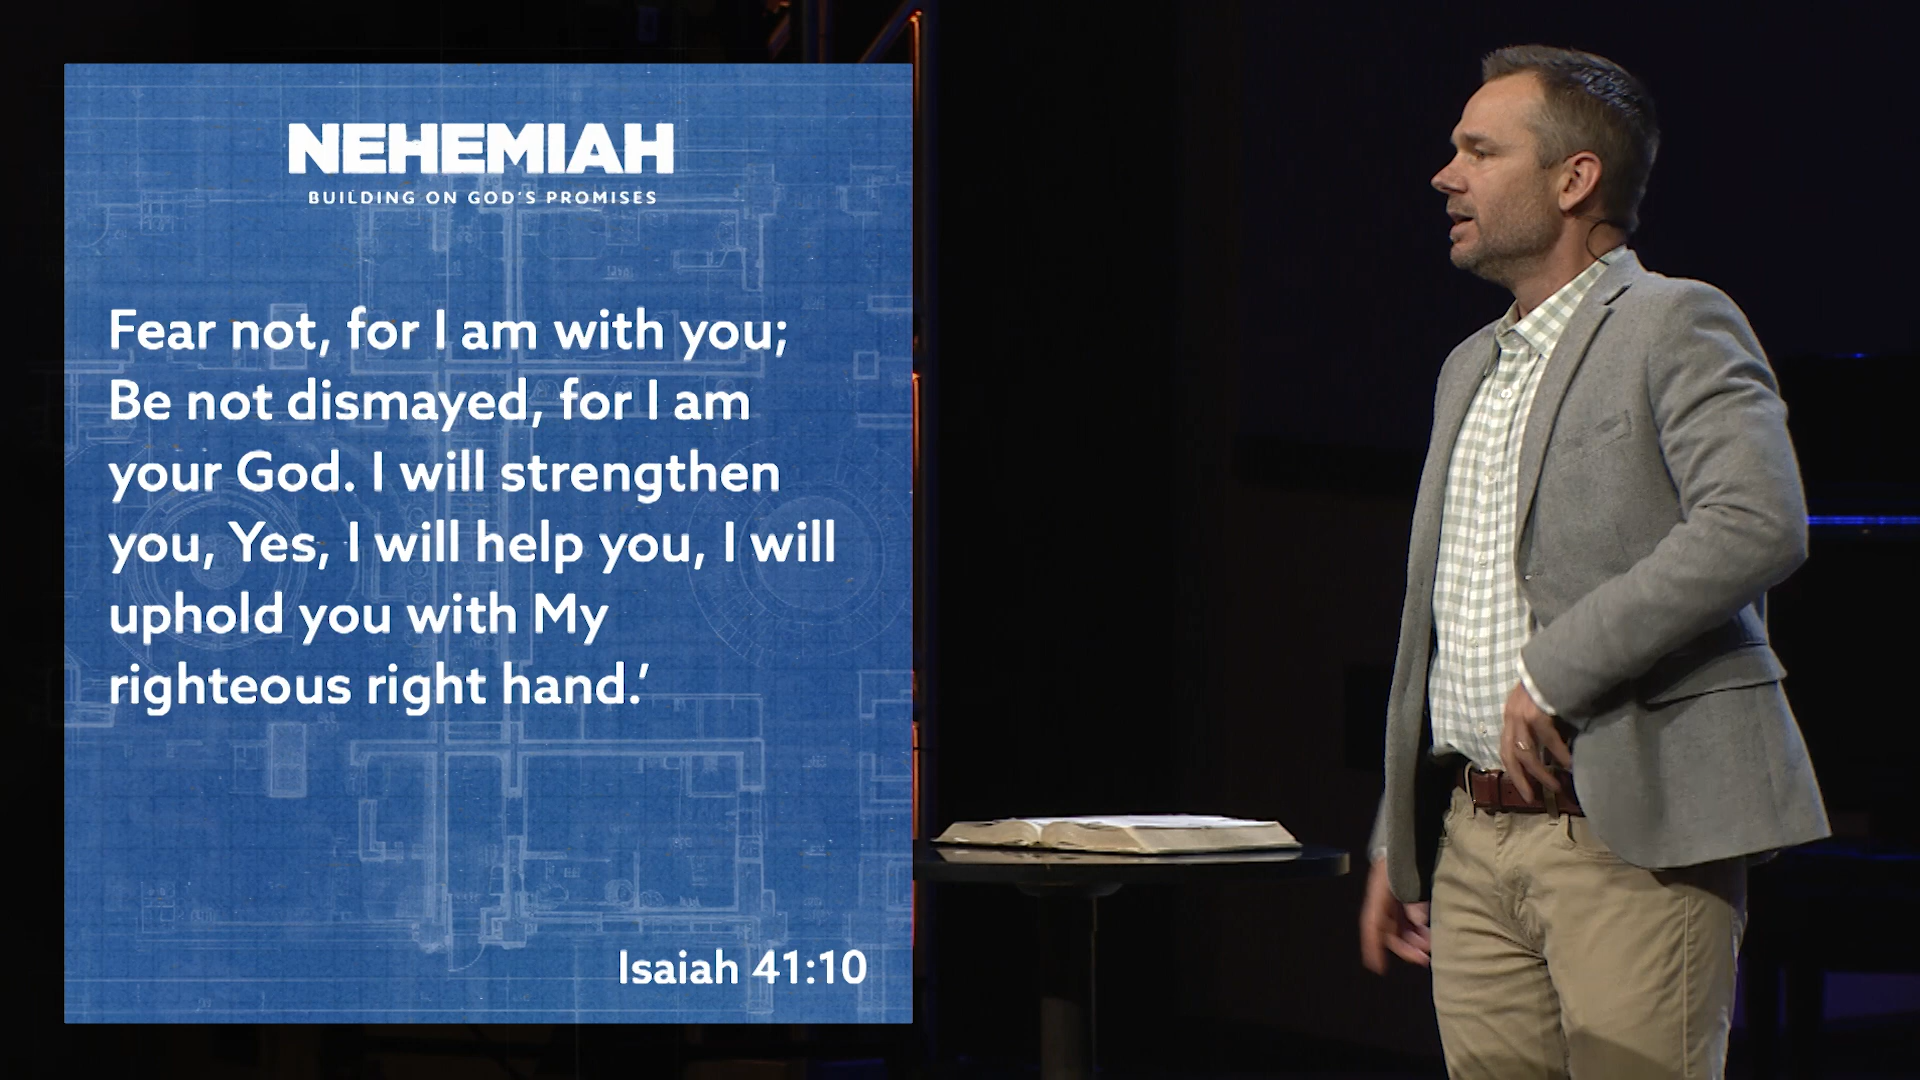 NEHEMIAH
BUILDING ON GOD'S PROMISES
Fear not, for I am with you;
Be not dismayed, for I am
your God. I will strengthen
you, Yes, I will help you, I will
uphold you with My
righteous right hand.'
Isaiah 41:10